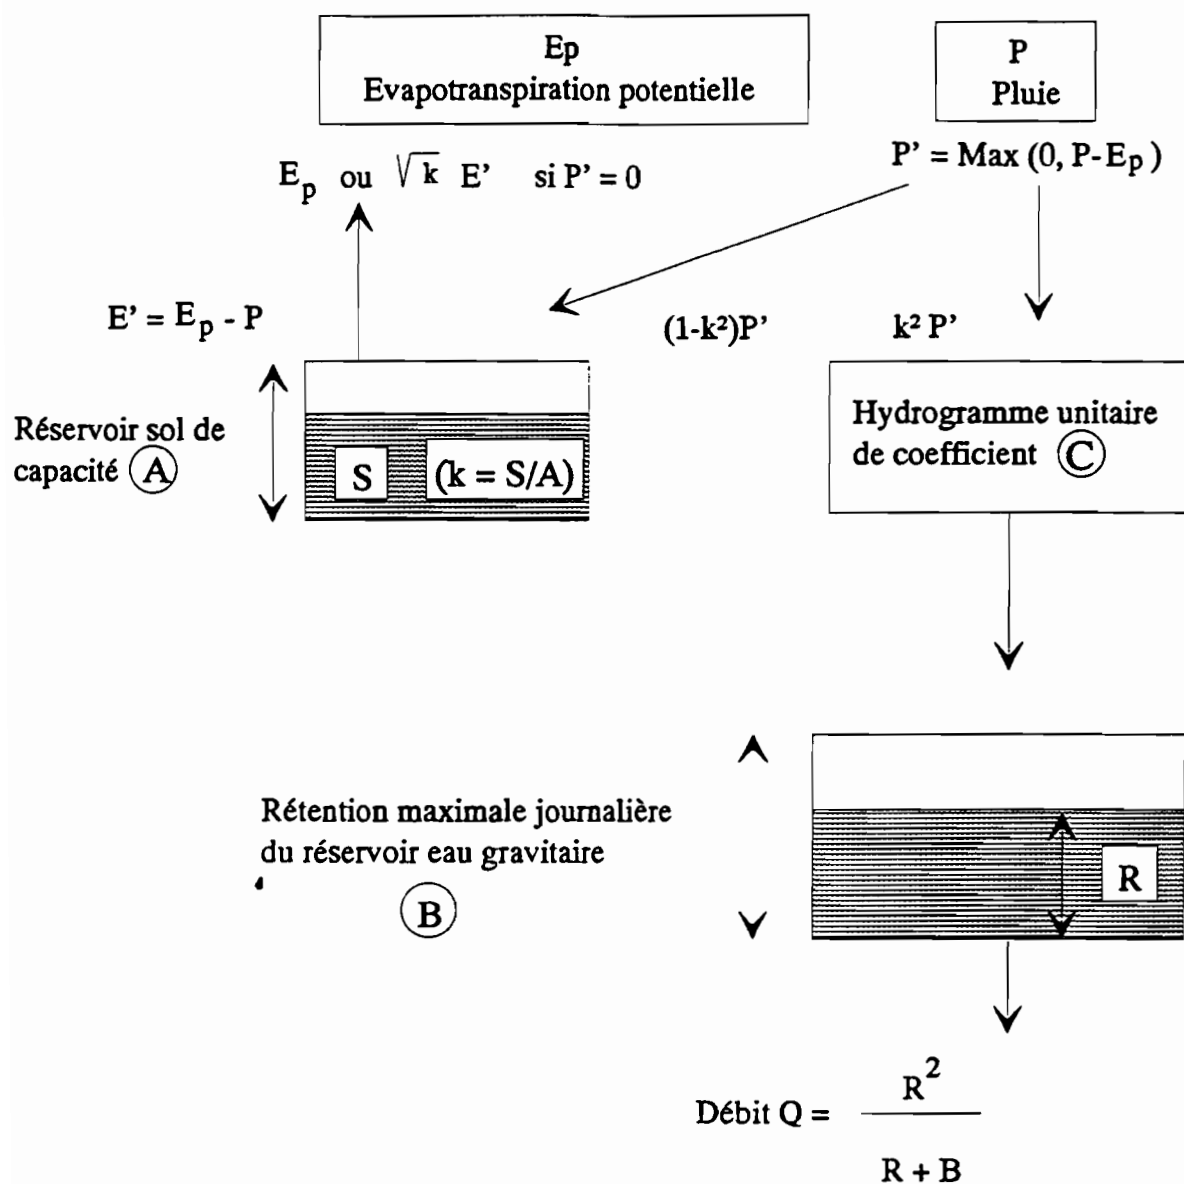 Ep
Evapotranspiration potentielle
P
Pluie
P' = Max (0, P-Ep )
Ep ou √k E' si P' = 0
E' = Ep - P
(1-k²)P'
k² P'
Réservoir sol de
capacité A
S
(k = S/A)
Hydrogramme unitaire
de coefficient C
Rétention maximale journalière
du réservoir eau gravitaire
B
R
Débit Q = R² / R + B